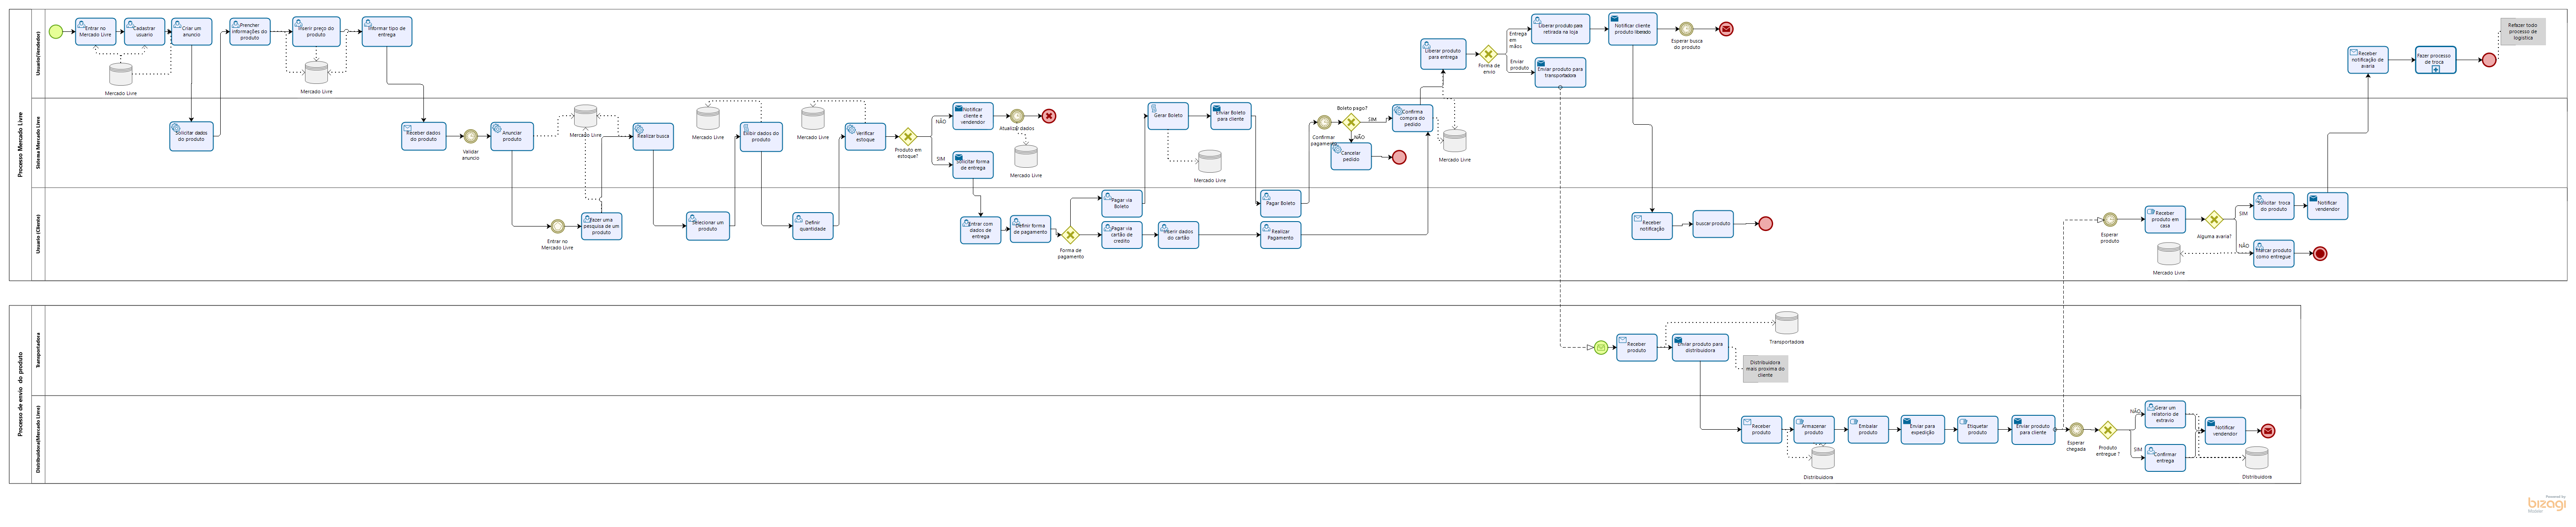 Processo Mercado Livre
Usuario(Vendedor)
Entrar no
Mercado Livre
Cadastrar
usuario
Criar um
anuncio
Prencher
informações do
produto
Inserir preço do
produto
Informar tipo de
entrega
Mercado Livre
Mercado Livre
Liberar produto
para entrega
Forma de
envio
Entrega
em
mãos
Enviar
produto
Liberar produto para
retirada na loja
Notificar cliente
produto liberado
Esperar busca
do produto
Enviar produto para
transportadora
Receber
notificação de
avaria
Fazer processo
de troca
Refazer todo
processo de
logistica
Sistema Mercado Livre
Solicitar dados
do produto
Receber dados
do produto
Validar
anuncio
Anunciar
produto
Mercado Livre
Realizar busca
Mercado Livre
Exibir dados do
produto
Mercado Livre
Verificar
estoque
Produto em
estoque?
NÃO
SIM
Notificar
cliente e
vendendor
Atualizar dados
Mercado Livre
Solicitar forma
de entrega
Gerar Boleto
Mercado Livre
Enviar Boleto
para cliente
Confirmar
pagamento
Boleto pago?
SIM
NÃO
Cancelar
pedido
Confirma
compra do
pedido
Mercado Livre
Usuario (Cliente)
Entrar no
Mercado Livre
Fazer uma
pesquisa de um
produto
Selecionar um
produto
Definir
quantidade
Entrar com
dados de
entrega
Definir forma
de pagamento
Forma de
pagamento
Pagar via
Boleto
Pagar via
cartão de
credito
Inserir dados
do cartão
Pagar Boleto
Realizar
Pagamento
Receber
notificação
buscar produto
Esperar
produto
Receber
produto em
casa
Mercado Livre
Alguma avaria?
SIM
NÃO
Solicitar troca
do produto
Notificar
vendendor
Marcar produto
como entregue
Processo de envio do produto
Transportadora
Receber
produto
Enviar produto para
distribuidora
Transportadora
Distribuidora
mais proxima do
cliente
Distribuidora(Mercado Livre)
Receber
produto
Armazenar
produto
Distribuidora
Embalar
produto
Enviar para
expedição
Etiquetar
produto
Enviar produto
para cliente
Esperar
chegada
Produto
entregue ?
NÃO
SIM
Gerar um
relatorio de
extravio
Confirmar
entrega
Notificar
vendendor
Distribuidora
Powered by
bizagi
Modeler